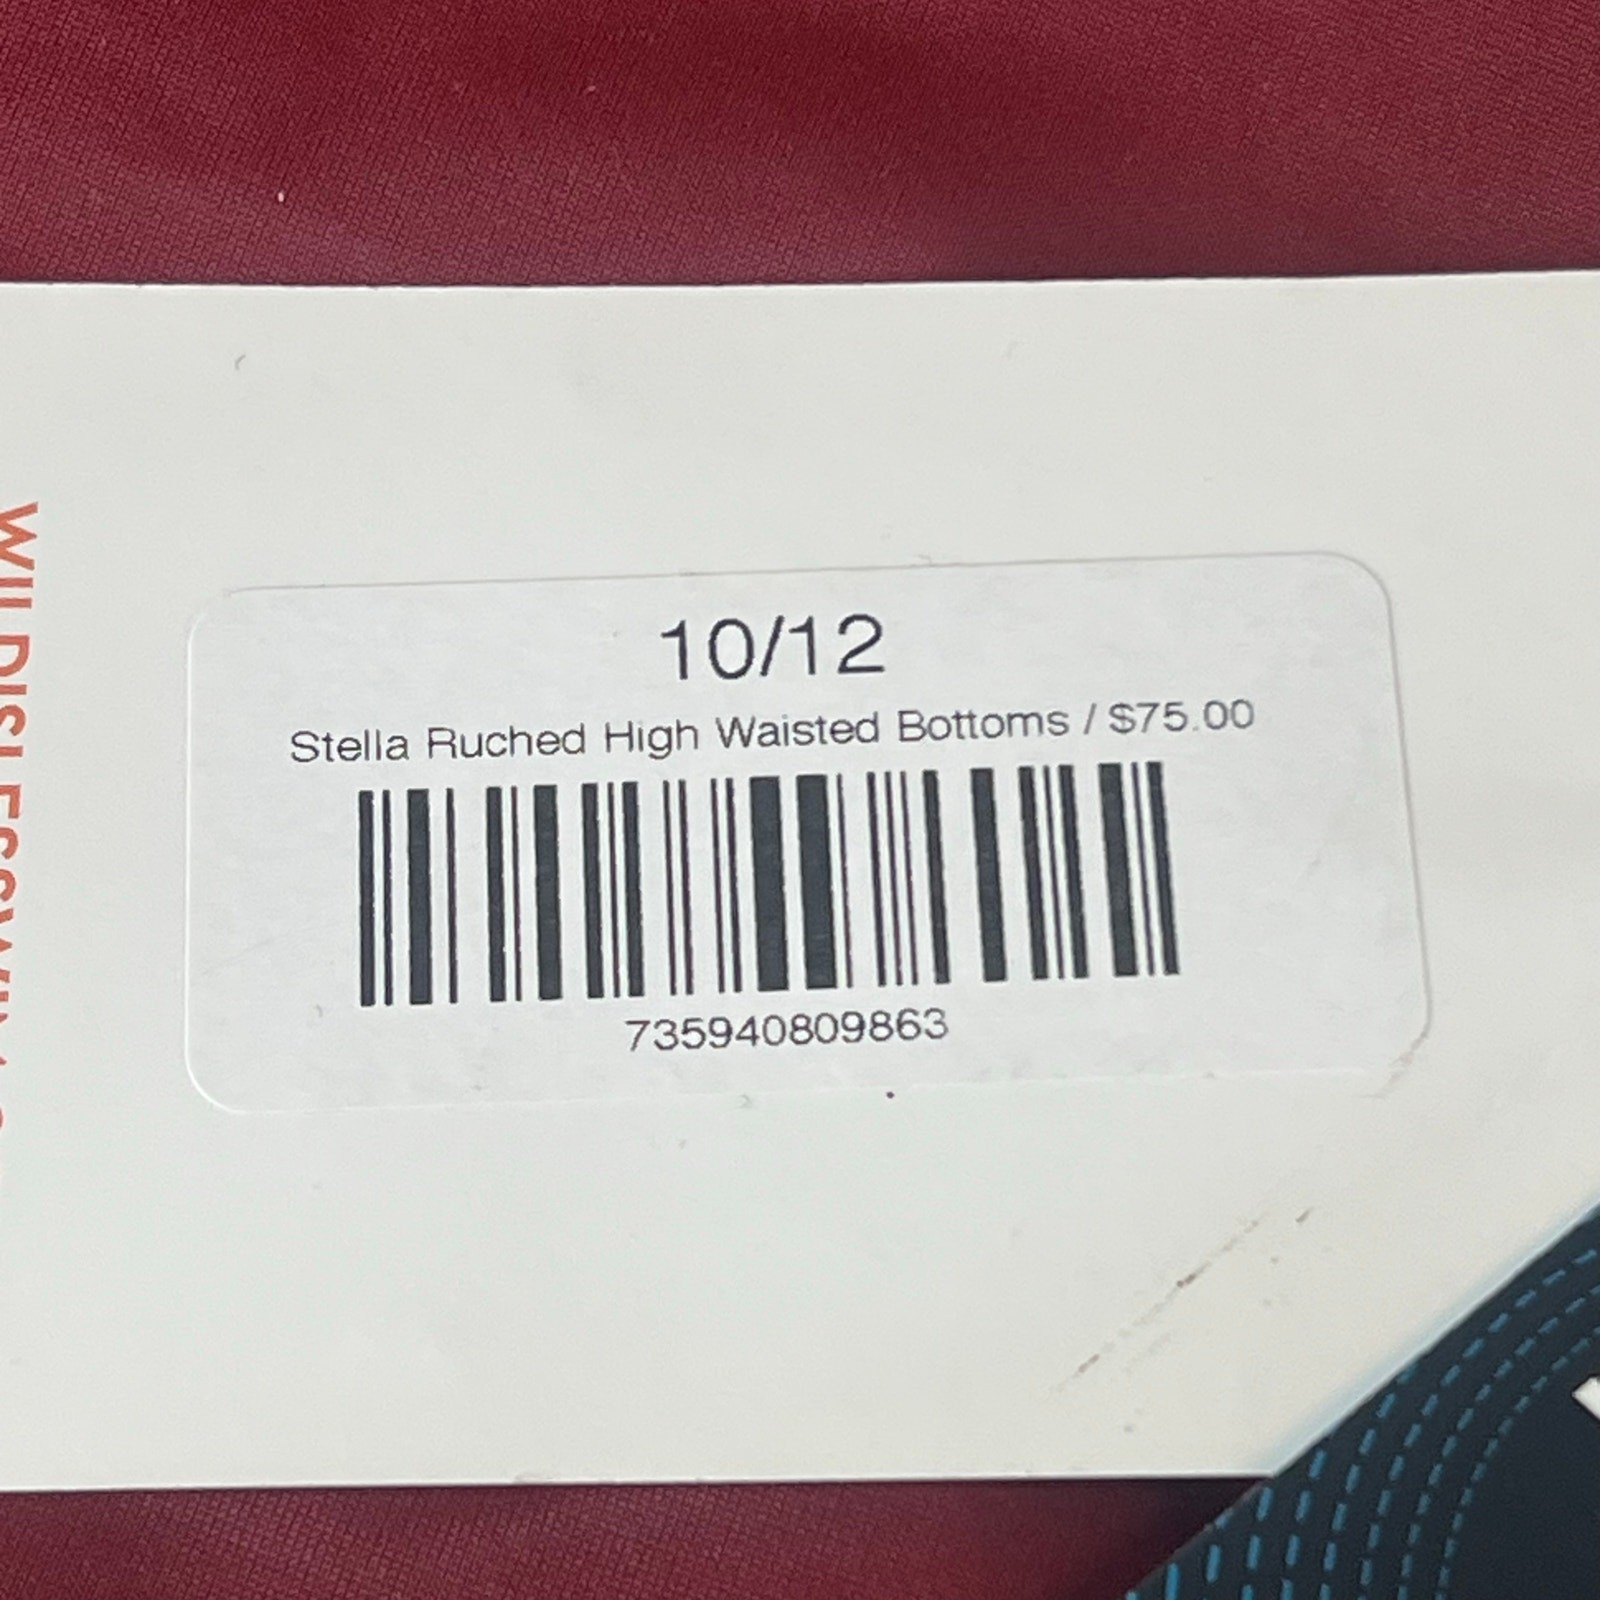 10/12
Stella Ruched High Waisted Bottoms / $75.00
735940809863